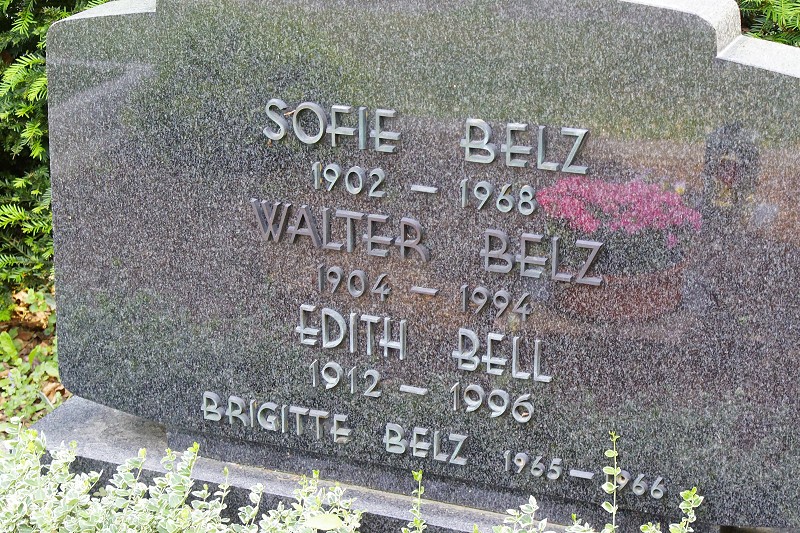 SOFIE BELZ
1902 – 1968
WALTER BELZ
1904 – 1994
EDITH BELL
1912 – 1996
BRIGITTE BELZ 1965 – 1966